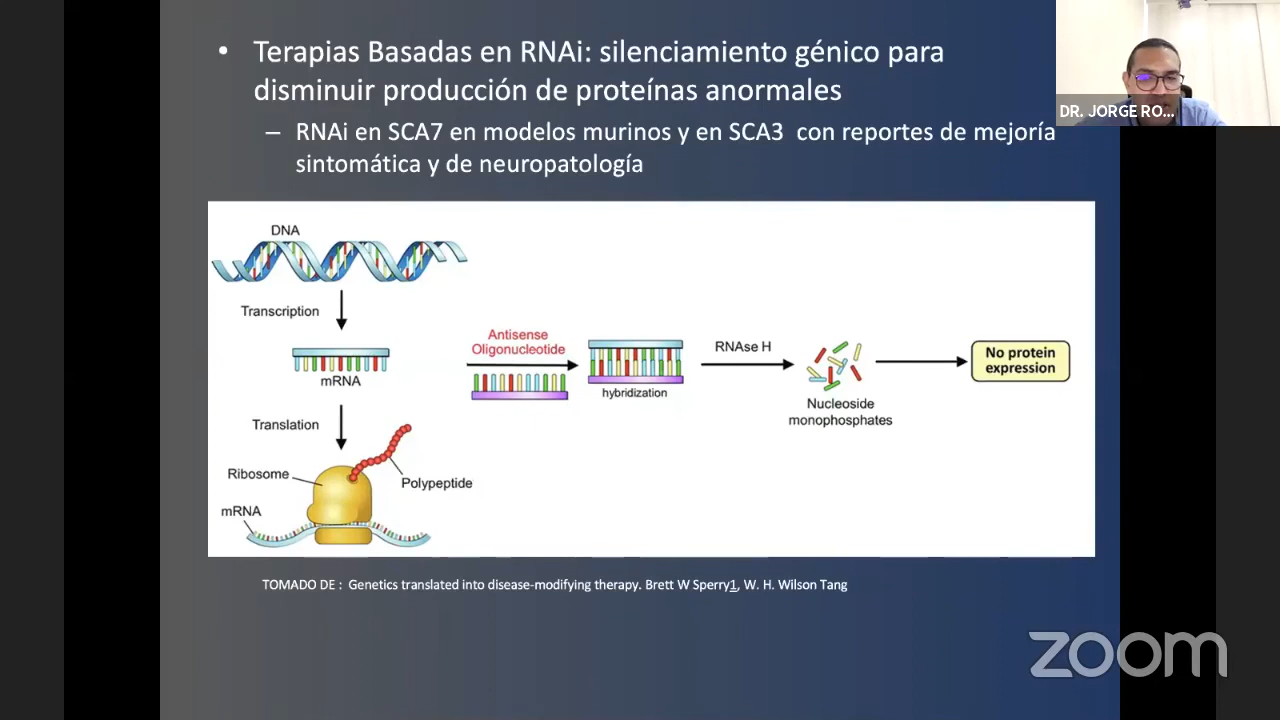 • Terapias Basadas en RNAi: silenciamiento génico para
disminuir producción de proteínas anormales
– RNAi en SCA7 en modelos murinos y en SCA3 con reportes de mejoría
sintomática y de neuropatología
DR. JORGE RO...
DNA
Transcription
mRNA
Translation
Ribosome
mRNA
Polypeptide
Antisense
Oligonucleotide
hybridization
RNAse H
Nucleoside
monophosphates
No protein
expression
TOMADO DE : Genetics translated into disease-modifying therapy. Brett W Sperry1, W. H. Wilson Tang
zoom